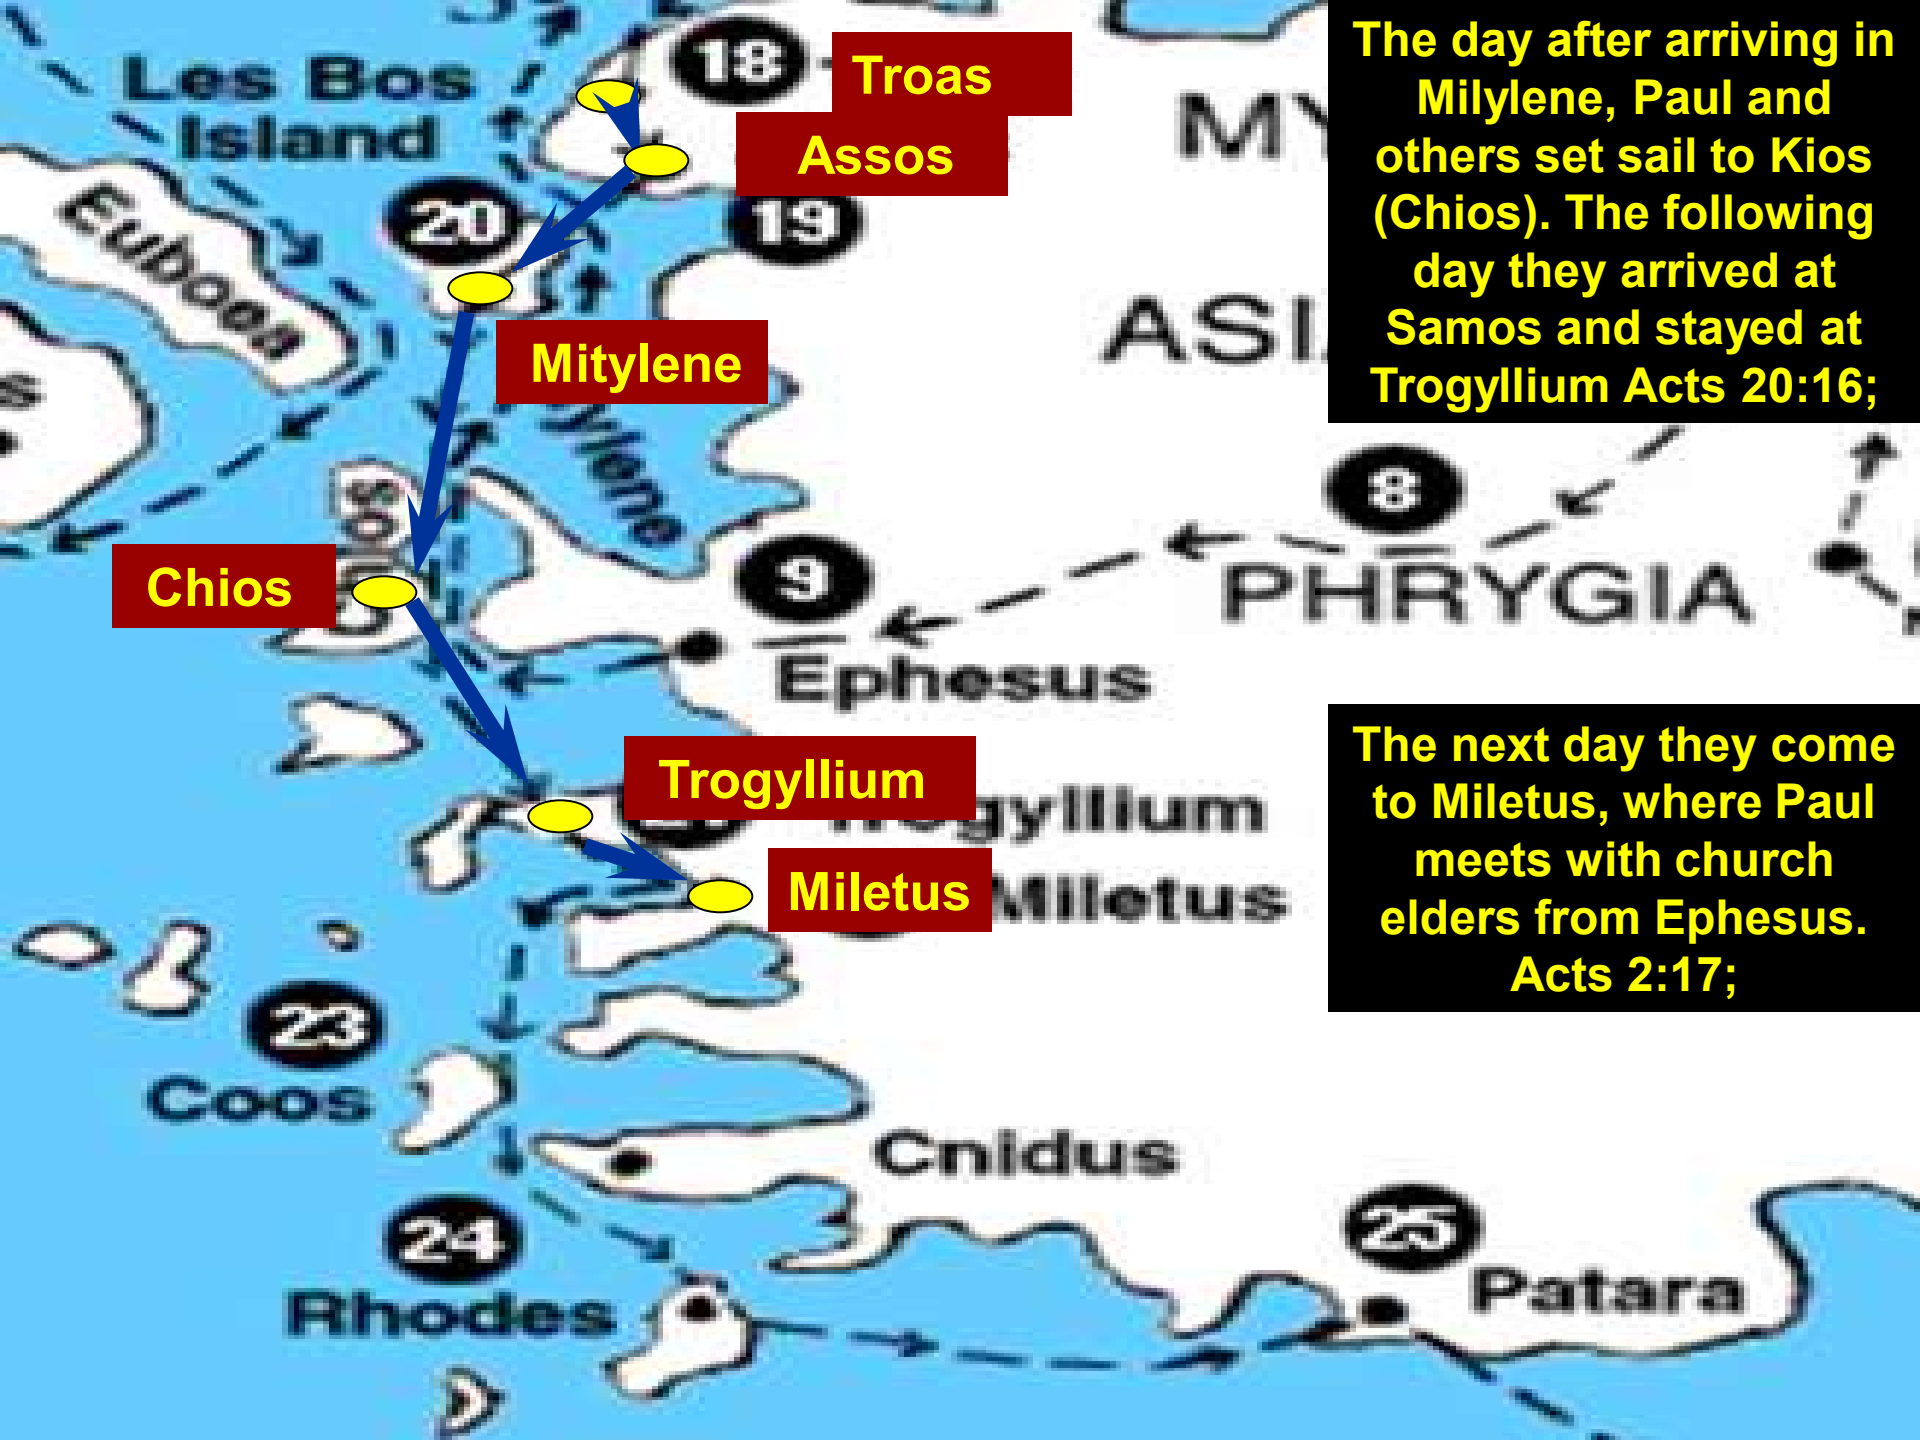 Les Bos
Island
18
Troas
Assos
20
19
Euboea
Mitylene
MY
ASI
The day after arriving in
Milylene, Paul and
others set sail to Kios
(Chios). The following
day they arrived at
Samos and stayed at
Trogyllium Acts 20:16;
ylene
8
PHRYGIA
Chios
9
Ephesus
Trogyllium
gyllium
Miletus
Miletus
The next day they come
to Miletus, where Paul
meets with church
elders from Ephesus.
Acts 2:17;
23
Coos
Cnidus
24
Rhodes
25
Patara